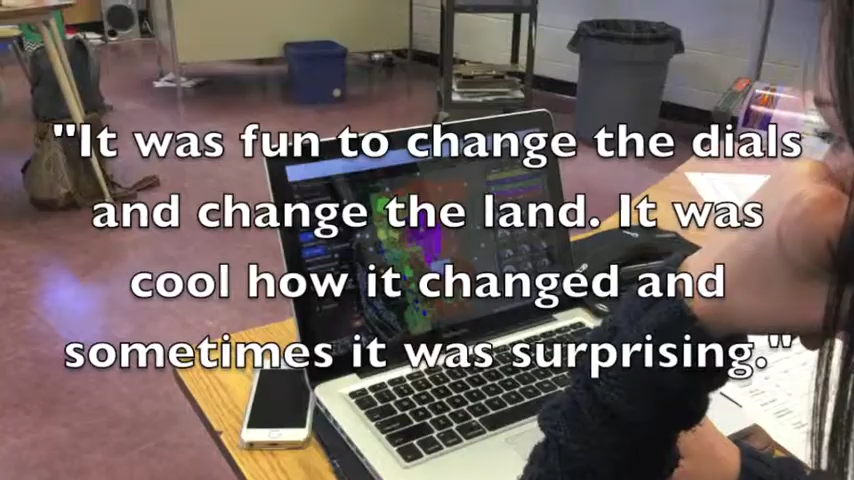 "It was fun to change the dials
and change the land. It was
cool how it changed and
sometimes it was surprising."